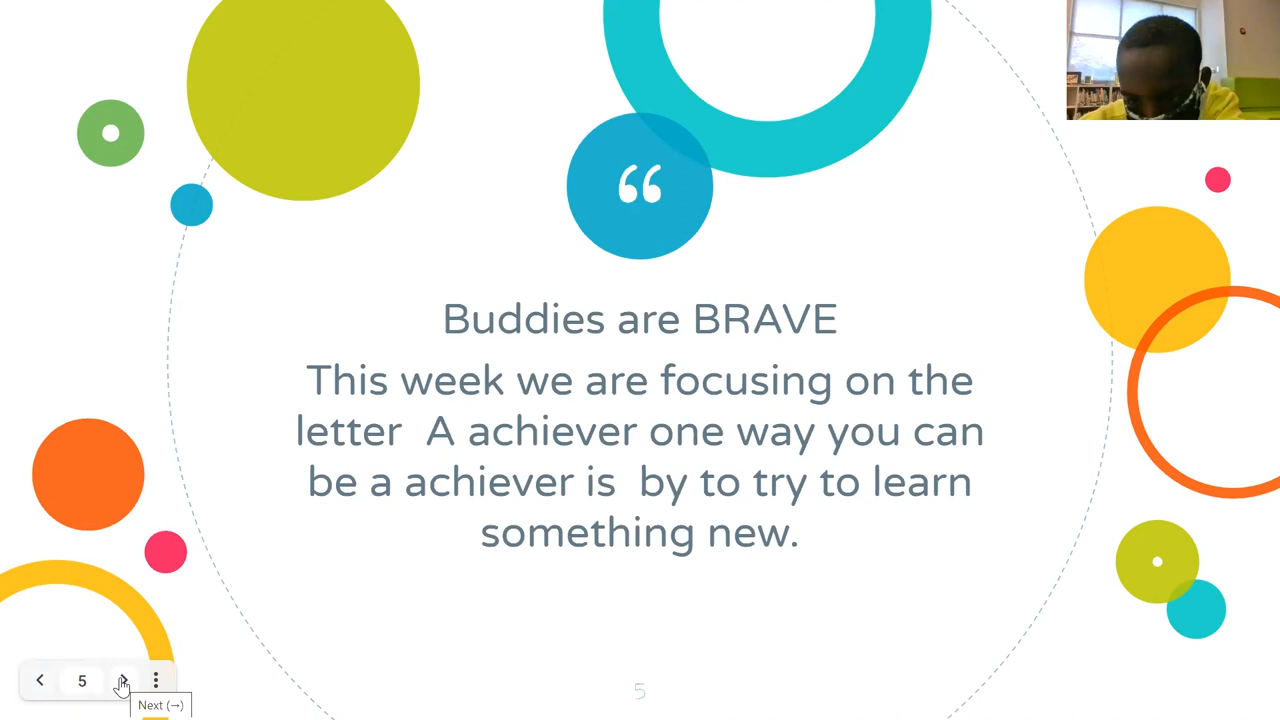 “
Buddies are BRAVE
This week we are focusing on the
letter  A achiever one way you can
be a achiever is  by to try to learn
something new.
5
Next (→)
5